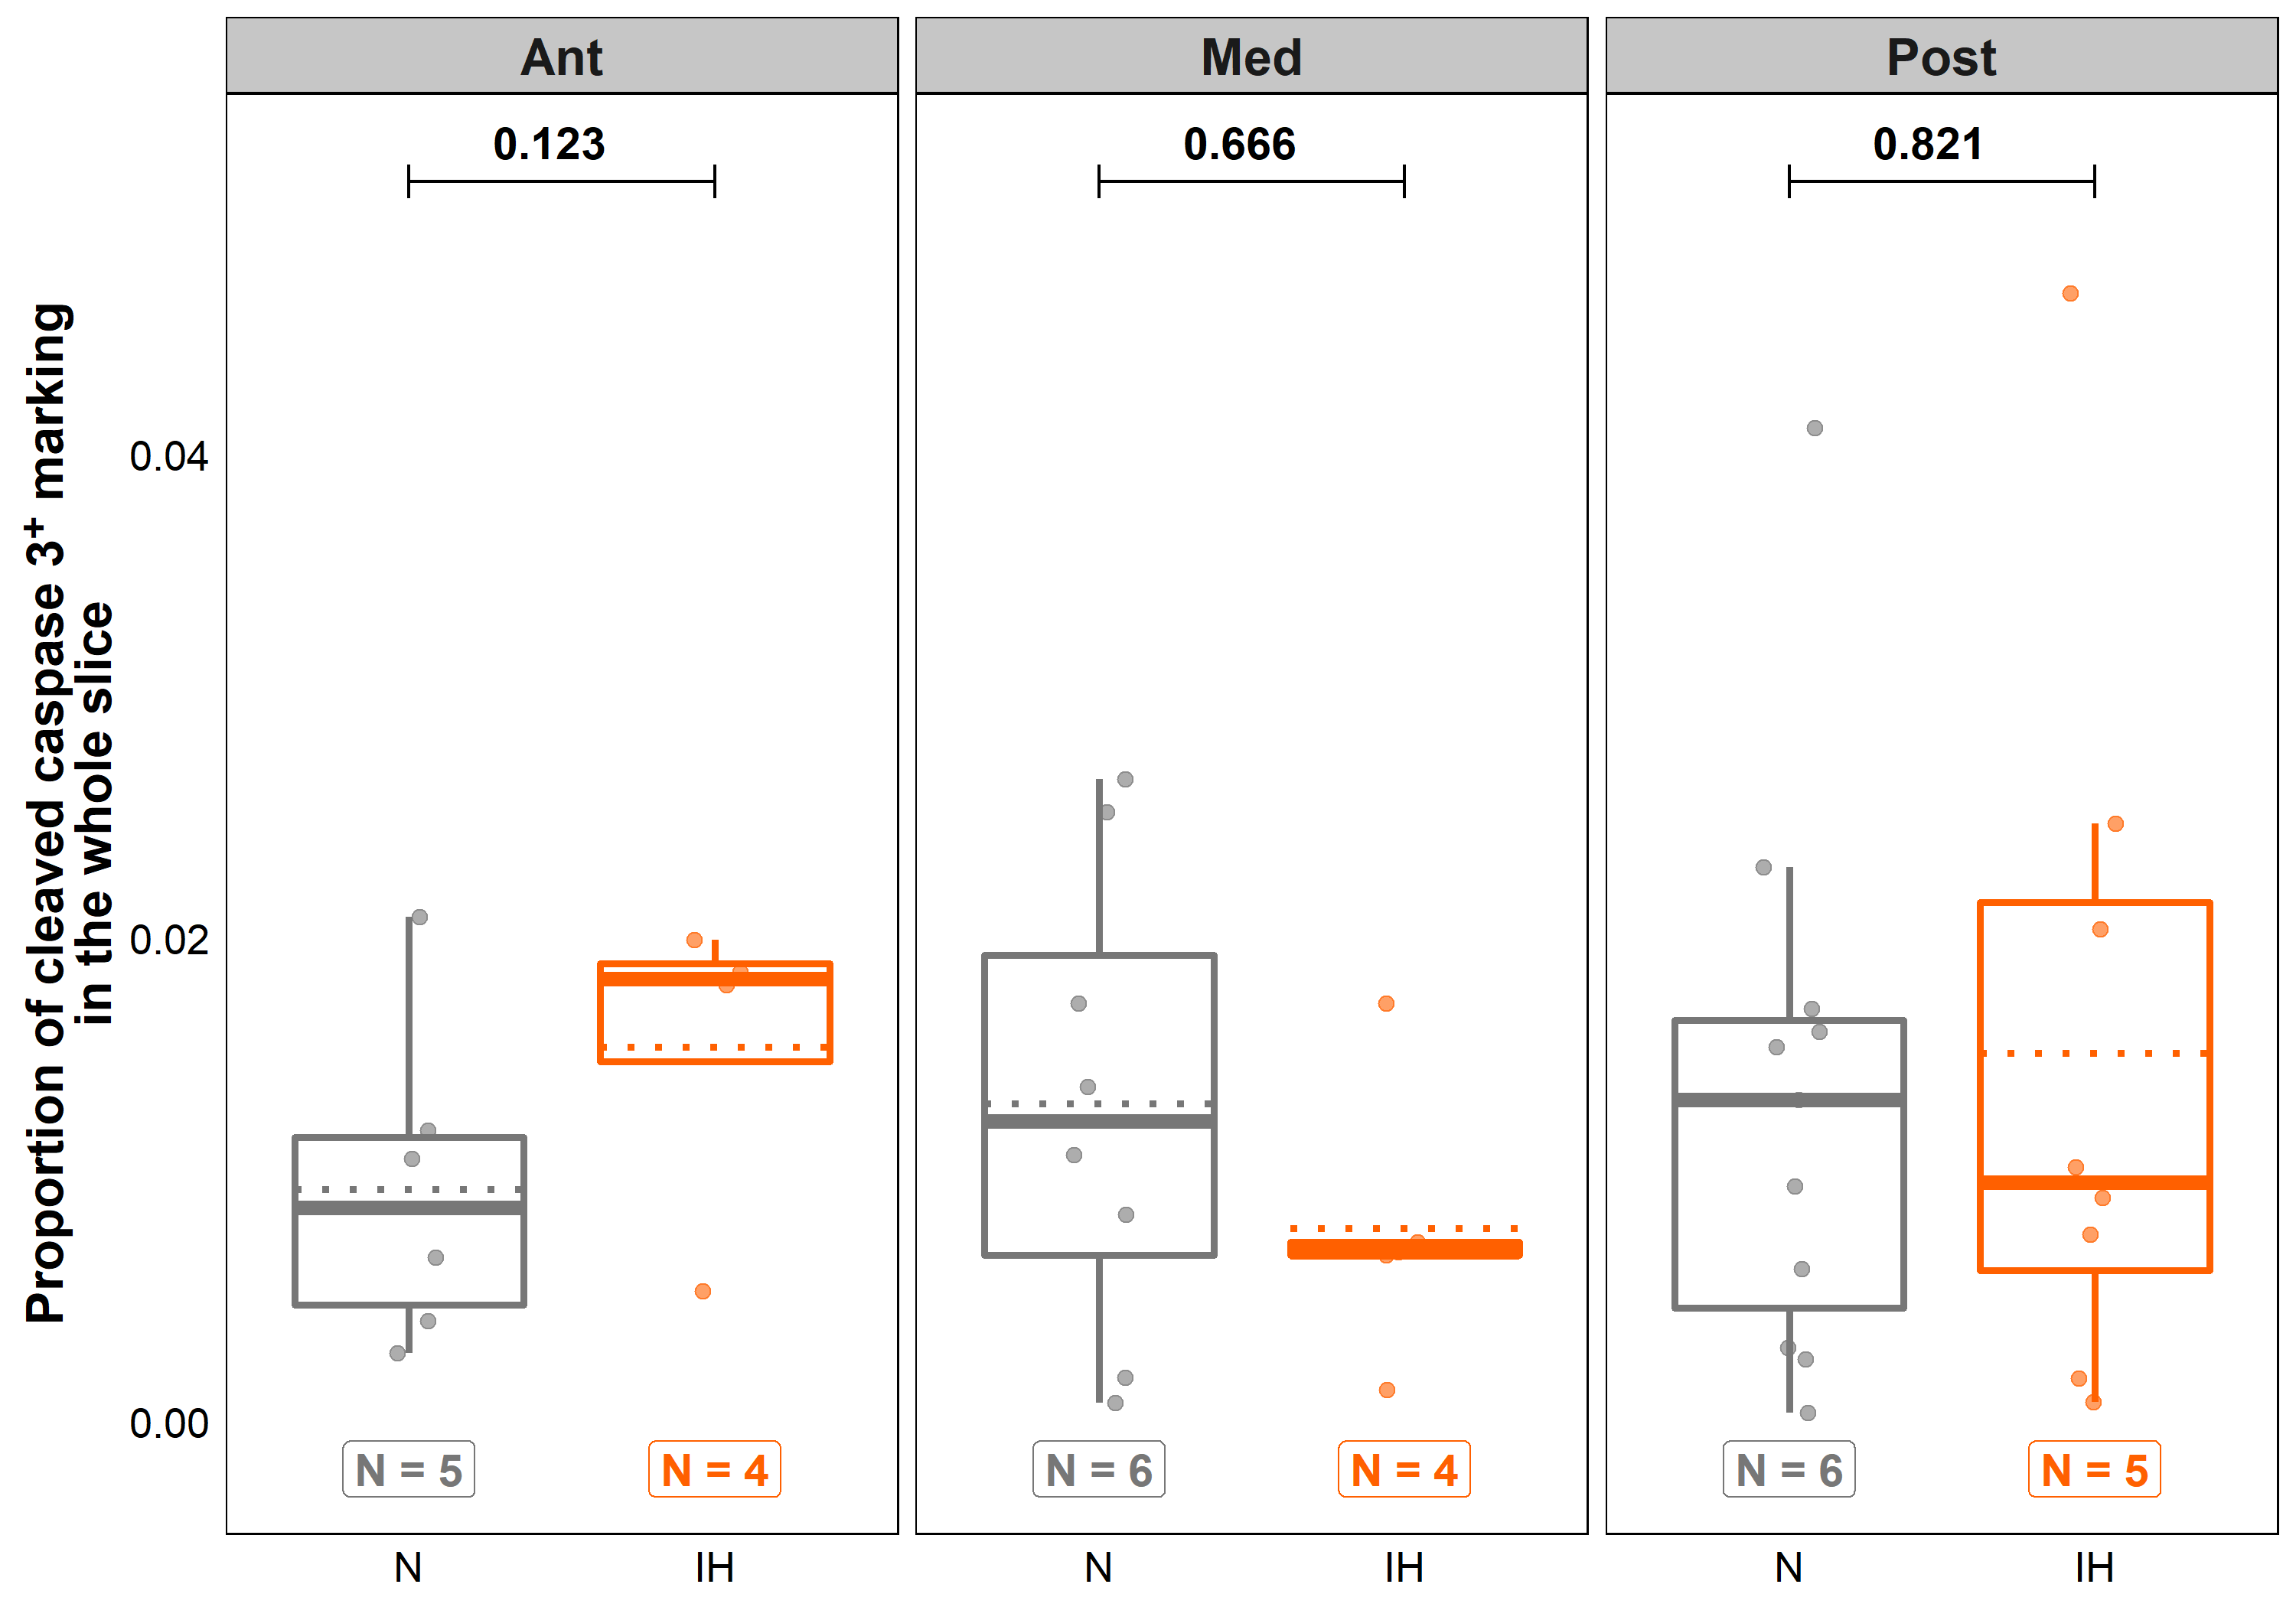 Ant
Med
Post
0.123
0.666
0.821
Proportion of cleaved caspase 3⁺ marking
in the whole slice
0.04
0.02
0.00
N = 5
N = 4
N = 6
N = 4
N = 6
N = 5
N
IH
N
IH
N
IH